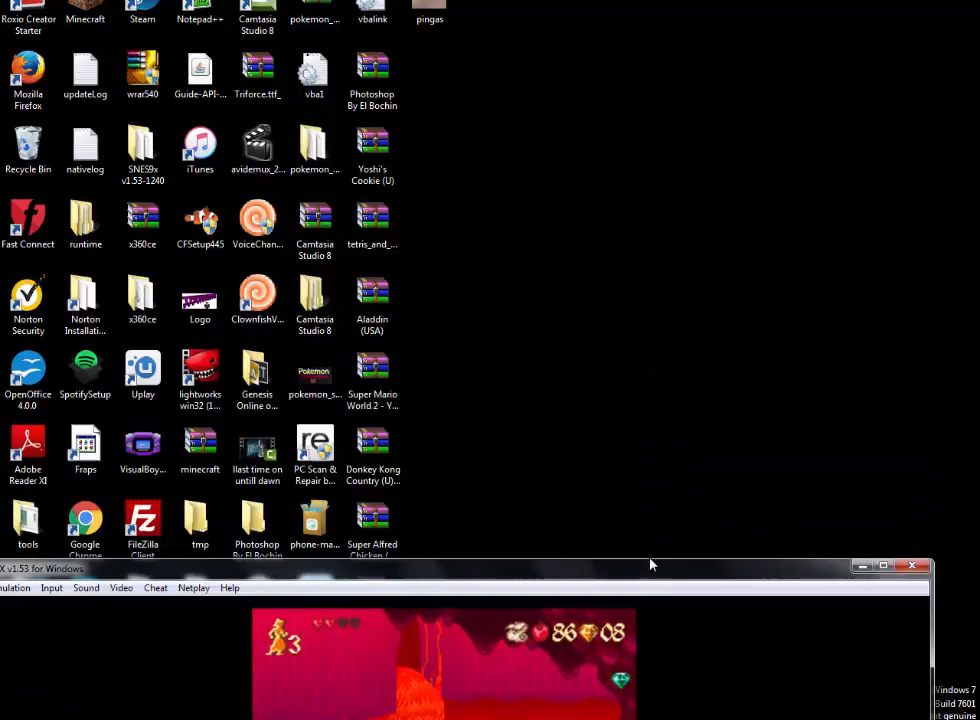 Roxio Creator
Starter
Minecraft
Steam
Notepad++
Camtasia
Studio 8
pokemon_...
vbalink
pingas
Mozilla
Firefox
updateLog
wrar540
Guide-API-...
Triforce.ttf_
vba1
Photoshop
By El Bochin
Recycle Bin
nativelog
SNES9x
v1.53-1240
iTunes
avidemux_2...
pokemon_...
Yoshi's
Cookie (U)
Fast Connect
runtime
x360ce
CFSetup445
VoiceChan...
Camtasia
Studio 8
tetris_and_...
Norton
Security
Norton
Installati...
x360ce
Logo
ClownfishV...
Camtasia
Studio 8
Aladdin
(USA)
OpenOffice
4.0.0
SpotifySetup
Uplay
lightworks
win32 (1...
Genesis
Online o...
Pokemon
pokemon_s...
Super Mario
World 2 - Y...
Adobe
Reader XI
Fraps
VisualBoy...
minecraft
llast time on
untill dawn
re
PC Scan &
Repair b...
Donkey Kong
Country (U)...
tools
Google
Chrome
Fz
FileZilla
Client
tmp
Photoshop
By El Bochin
phone-ma...
Super Alfred
Chicken (
X v1.53 for Windows
nulation Input Sound Video Cheat Netplay Help
3
86 08
Windows 7
Build 7601
ot genuine